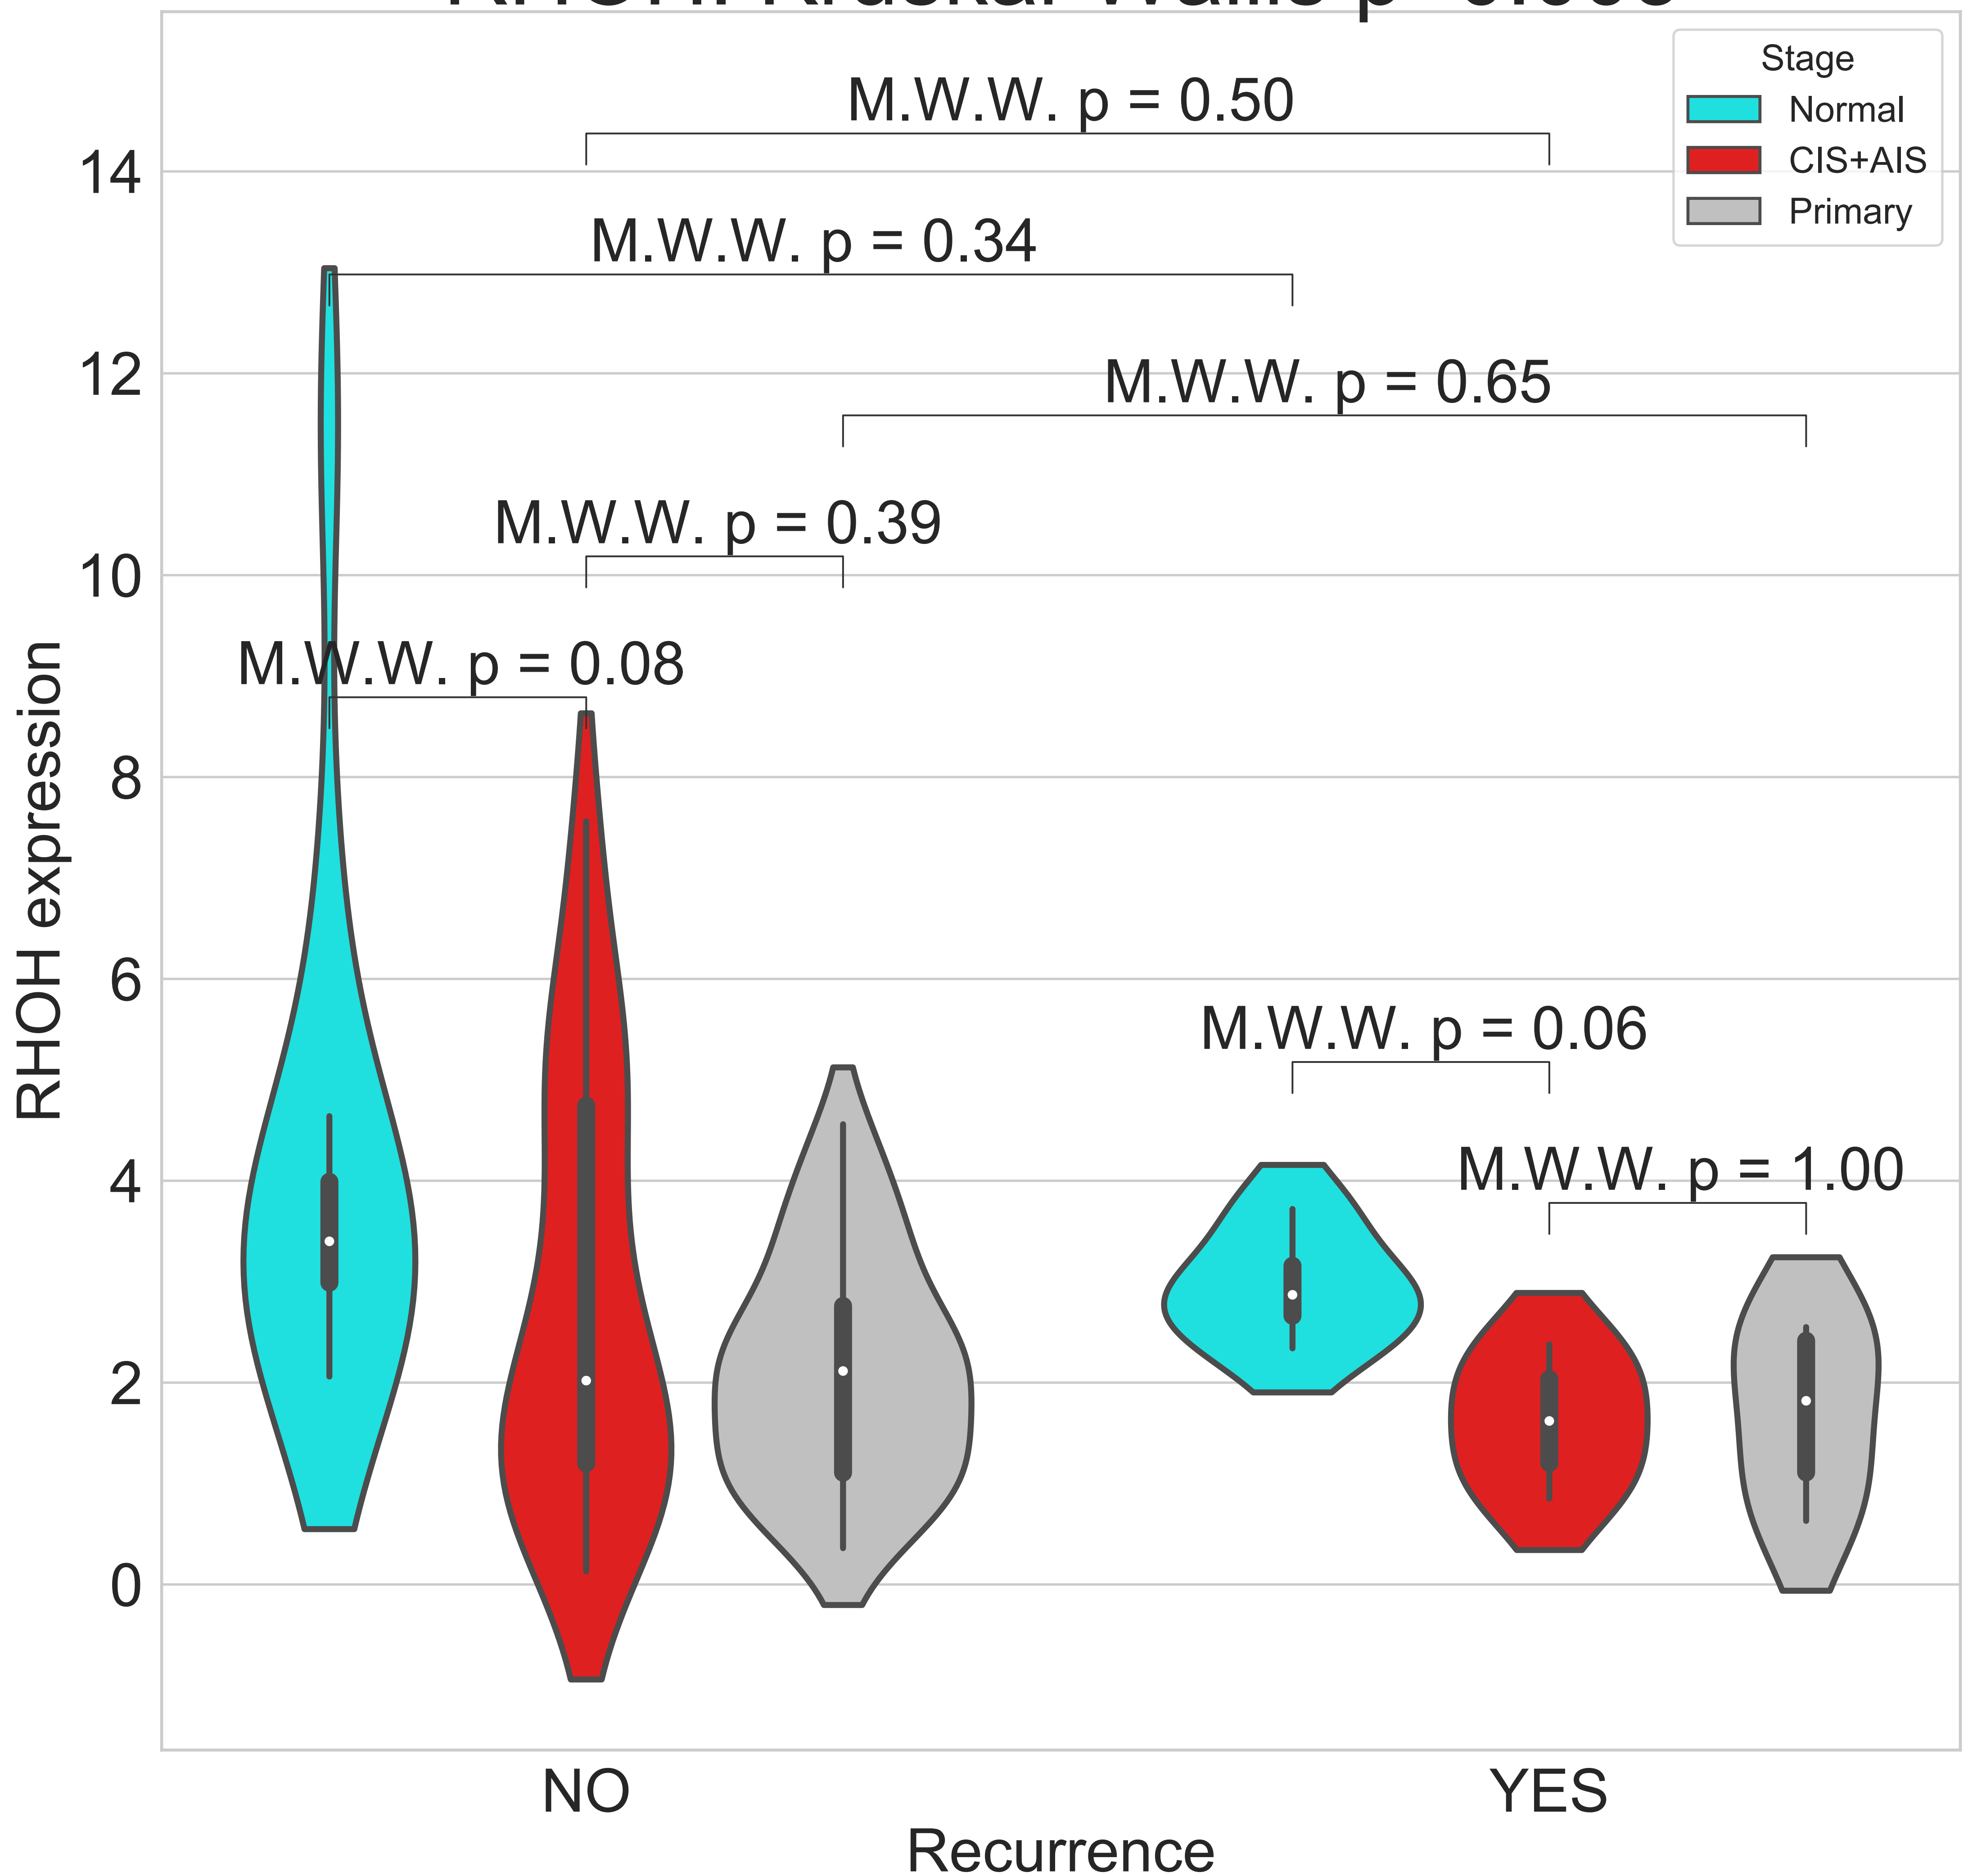 Stage
Normal
CIS+AIS
Primary
M.W.W. p = 0.50
M.W.W. p = 0.34
M.W.W. p = 0.65
M.W.W. p = 0.39
M.W.W. p = 0.08
M.W.W. p = 0.06
M.W.W. p = 1.00
14
12
10
8
6
4
2
0
RHOH expression
NO
YES
Recurrence